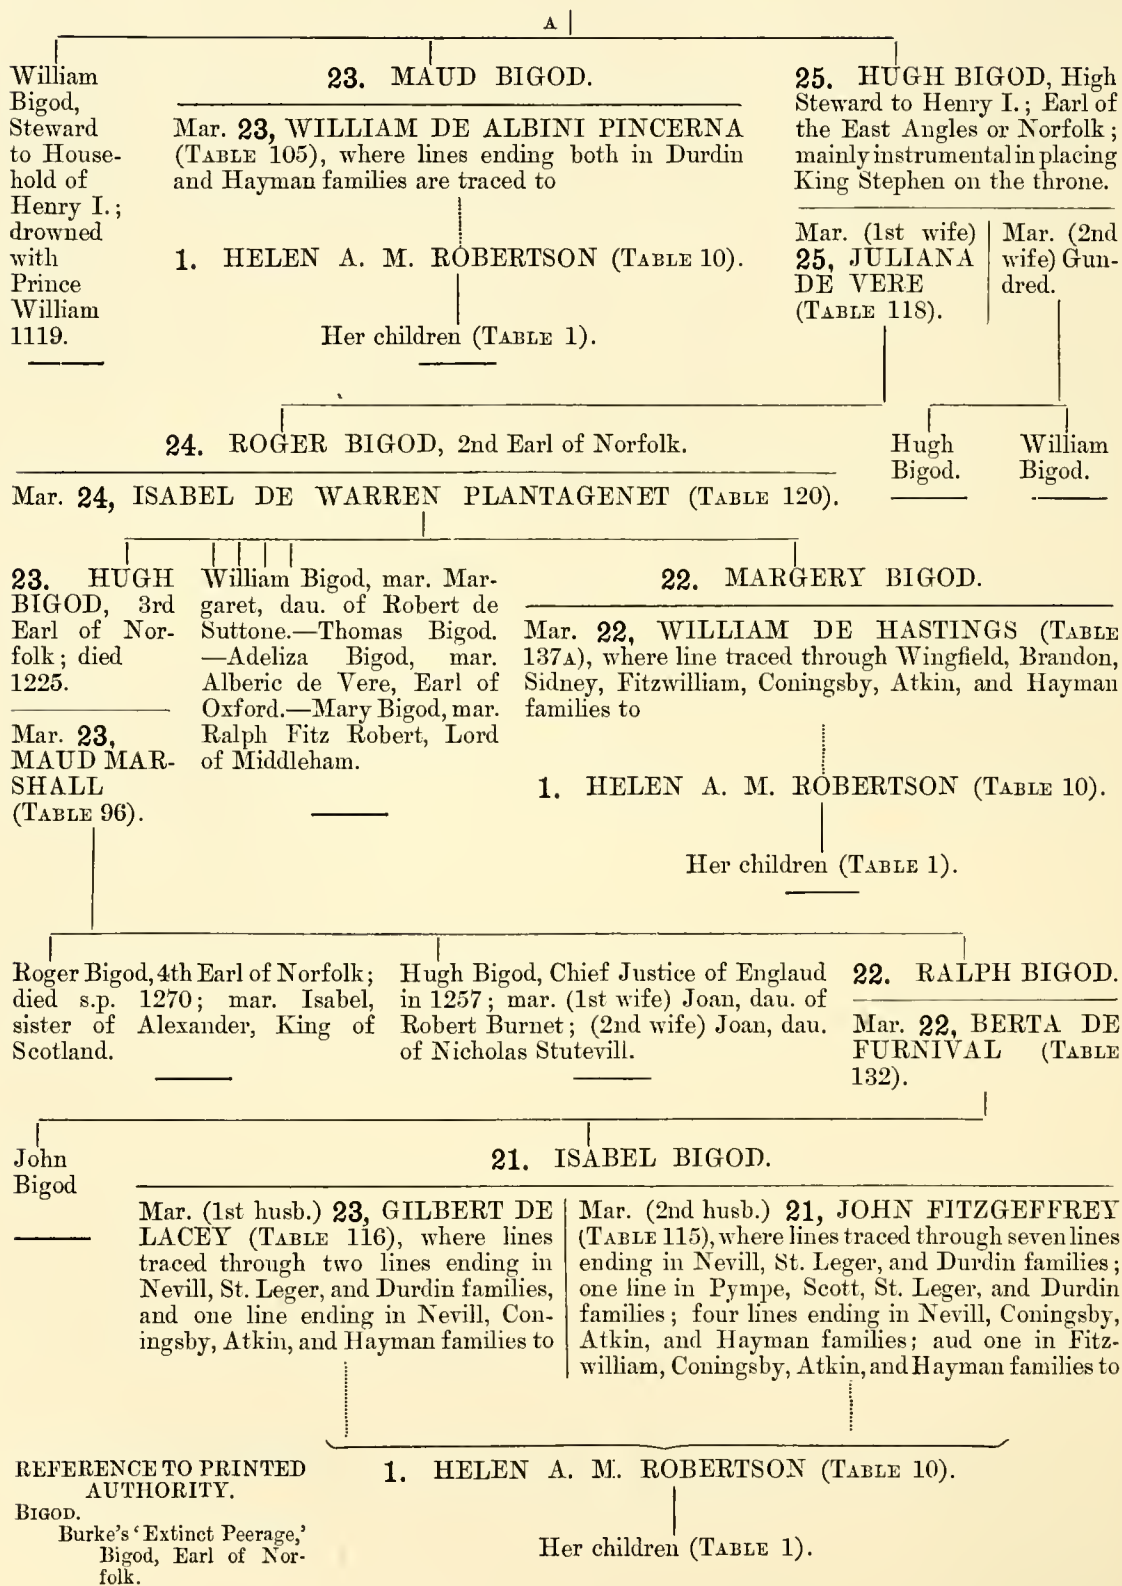 A
William
Bigod,
Steward
to House-
hold of
Henry I.;
drowned
with
Prince
William
1119.
23. MAUD BIGOD.
Mar. 23, WILLIAM DE ALBINI PINCERNA
(TABLE 105), where lines ending both in Durdin
and Hayman families are traced to
1. HELEN A. M. ROBERTSON (TABLE 10).
Her children (TABLE 1).
25. HUGH BIGOD, High
Steward to Henry I.; Earl of
the East Angles or Norfolk;
mainly instrumental in placing
King Stephen on the throne.
Mar. (1st wife)
25, JULIANA
DE VERE
(TABLE 118).
Mar. (2nd
wife) Gun-
dred.
24. ROGER BIGOD, 2nd Earl of Norfolk.
Mar. 24, ISABEL DE WARREN PLANTAGENET (TABLE 120).
Hugh
Bigod.
William
Bigod.
23. HUGH
BIGOD, 3rd
Earl of Nor-
folk; died
1225.
Mar. 23,
MAUD MAR-
SHALL
(TABLE 96).
William Bigod, mar. Mar-
garet, dau. of Robert de
Suttone.—Thomas Bigod.
—Adeliza Bigod, mar.
Alberic de Vere, Earl of
Oxford.—Mary Bigod, mar.
Ralph Fitz Robert, Lord
of Middleham.
22. MARGERY BIGOD.
Mar. 22, WILLIAM DE HASTINGS (TABLE
137A), where line traced through Wingfield, Brandon,
Sidney, Fitzwilliam, Coningsby, Atkin, and Hayman
families to
1. HELEN A. M. ROBERTSON (TABLE 10).
Her children (TABLE 1).
Roger Bigod, 4th Earl of Norfolk;
died s.p. 1270; mar. Isabel,
sister of Alexander, King of
Scotland.
Hugh Bigod, Chief Justice of Englaud
in 1257; mar. (1st wife) Joan, dau. of
Robert Burnet; (2nd wife) Joan, dau.
of Nicholas Stutevill.
22. RALPH BIGOD.
Mar. 22, BERTA DE
FURNIVAL (TABLE
132).
John
Bigod
21. ISABEL BIGOD.
Mar. (1st husb.) 23, GILBERT DE
LACEY (TABLE 116), where lines
traced through two lines ending in
Nevill, St. Leger, and Durdin families,
and one line ending in Nevill, Con-
ingsby, Atkin, and Hayman families to
Mar. (2nd husb.) 21, JOHN FITZGEFFREY
(TABLE 115), where lines traced through seven lines
ending in Nevill, St. Leger, and Durdin families;
one line in Pympe, Scott, St. Leger, and Durdin
families; four lines ending in Nevill, Coningsby,
Atkin, and Hayman families; aud one in Fitz-
william, Coningsby, Atkin, and Hayman families to
1. HELEN A. M. ROBERTSON (TABLE 10).
Her children (TABLE 1).
REFERENCE TO PRINTED
AUTHORITY.
BIGOD.
Burke's ‘Extinct Peerage,’
Bigod, Earl of Nor-
folk.